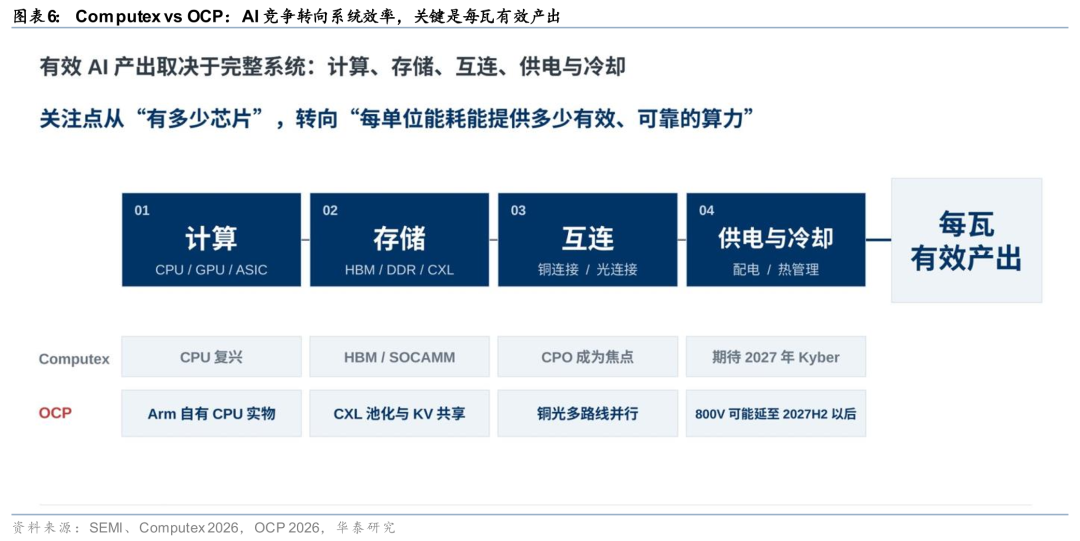 图表6： Computex vs OCP：AI 竞争转向系统效率，关键是每瓦有效产出
有效 AI 产出取决于完整系统：计算、存储、互连、供电与冷却
关注点从“有多少芯片”，转向“每单位能耗能提供多少有效、可靠的算力”
01
计算
CPU / GPU / ASIC
02
存储
HBM / DDR / CXL
03
互连
铜连接 / 光连接
04
供电与冷却
配电 / 热管理
每瓦
有效产出
Computex
CPU 复兴
HBM / SOCAMM
CPO 成为焦点
期待 2027 年 Kyber
OCP
Arm 自有 CPU 实物
CXL 池化与 KV 共享
铜光多路线并行
800V 可能延至 2027H2 以后
资料来源：SEMI、Computex 2026，OCP 2026，华泰研究